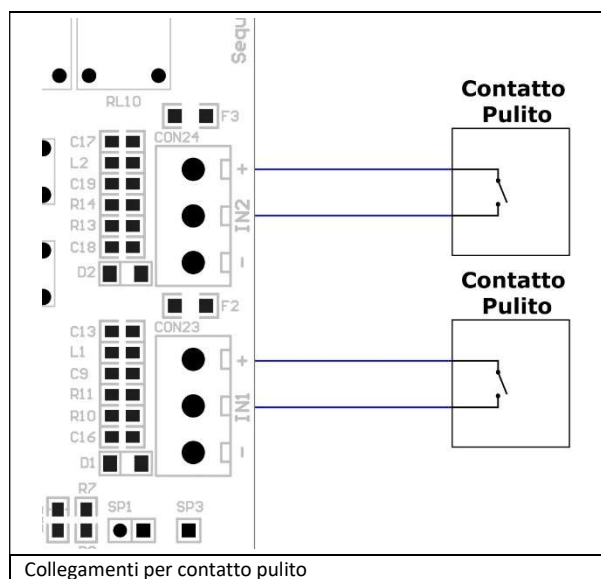 Sequ
RL10
F3
Contatto
Pulito
C17
CON24
L2
+
C19
R14
IN2
R13
C18
-
D2
F2
Contatto
Pulito
C13
CON23
L1
+
C9
R11
IN1
R10
C16
-
D1
R7
SP1
SP3
Collegamenti per contatto pulito